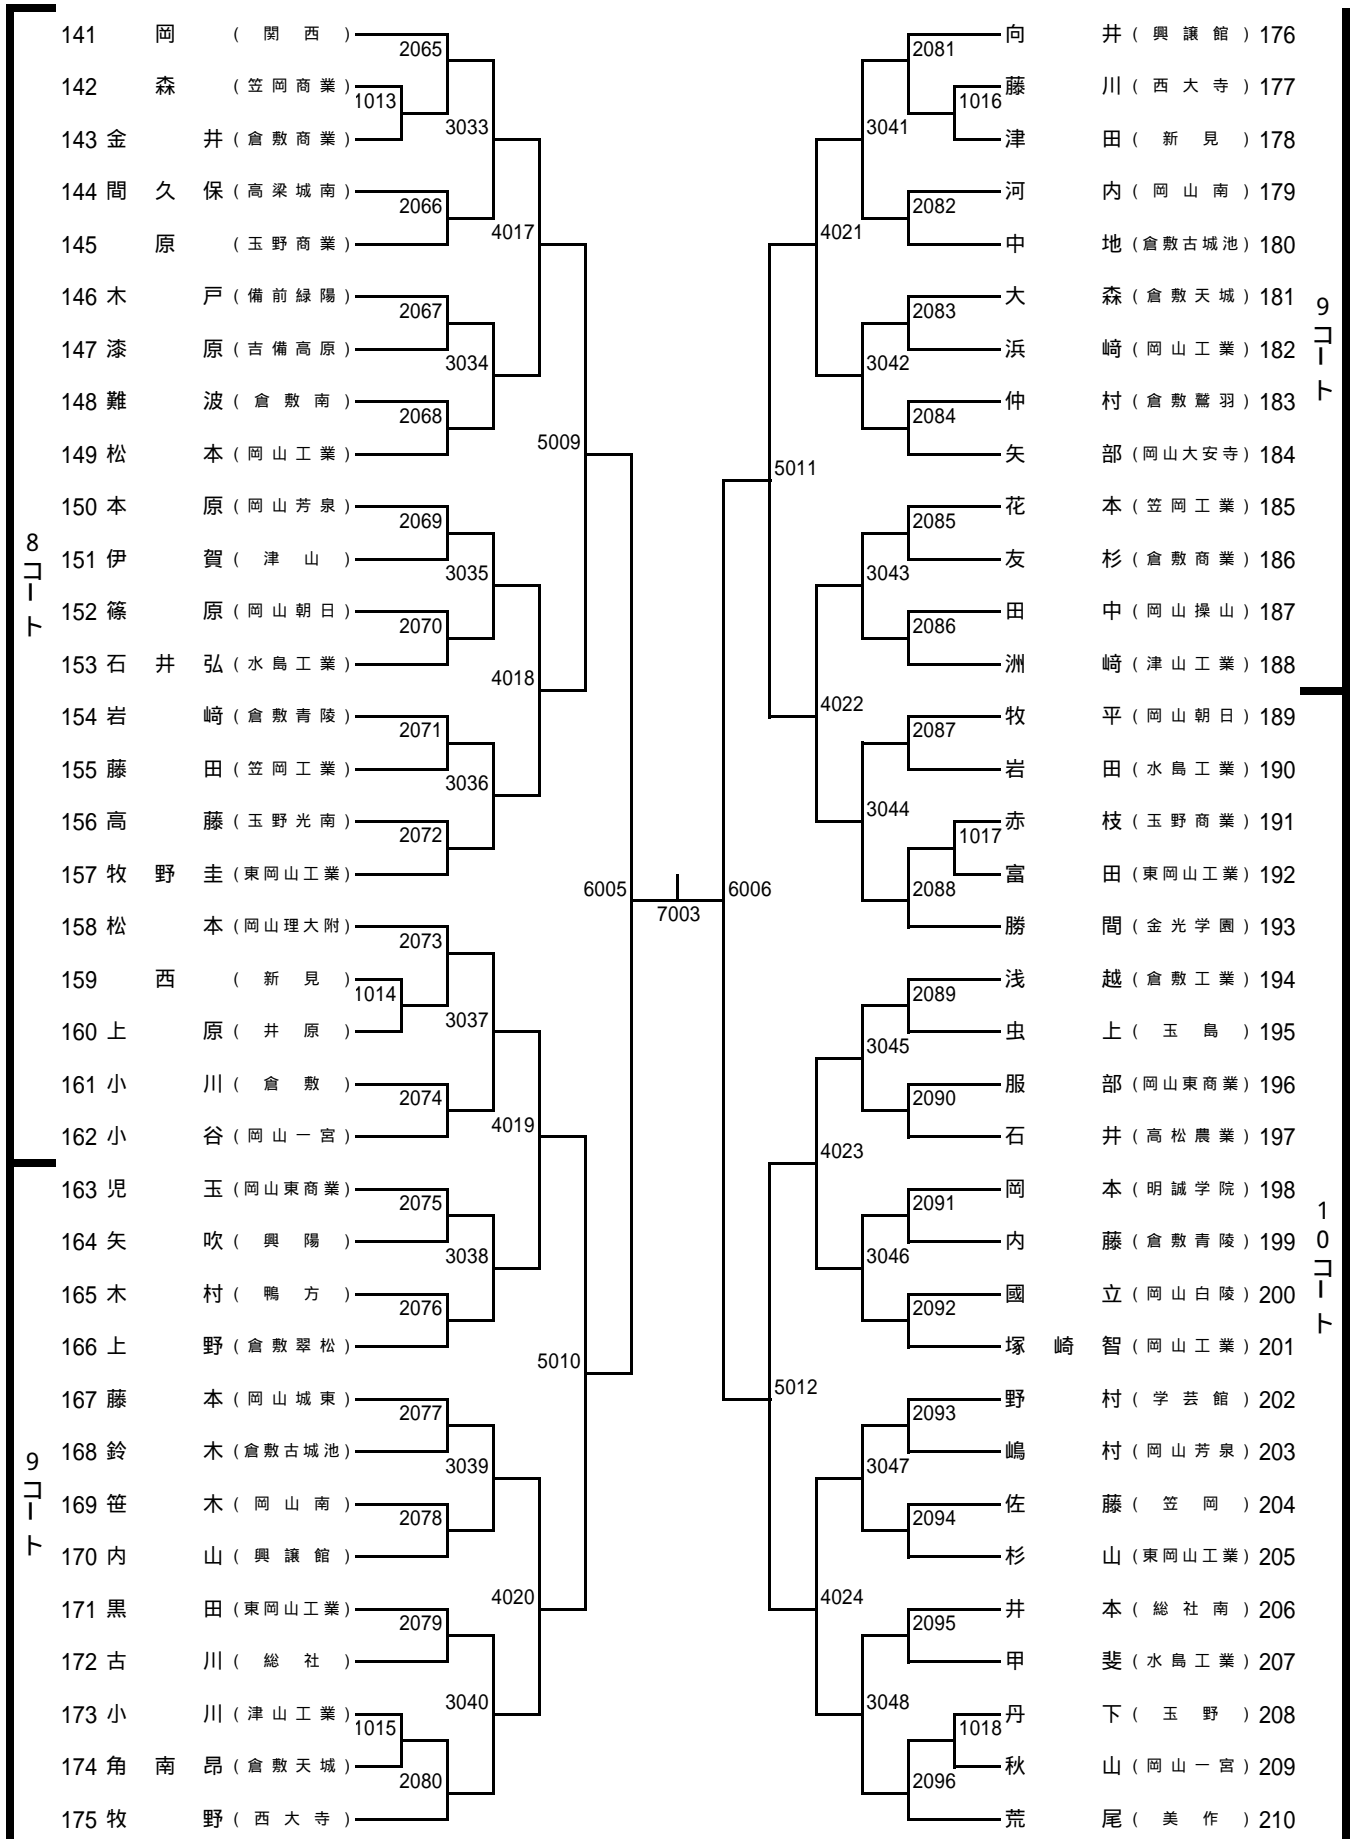 141 岡 (関西)
2065
142 森 (笠岡商業)
1013
143 金井 (倉敷商業)
3033
144 間久保 (高梁城南)
2066
4017
145 原 (玉野商業)
146 木戸 (備前緑陽)
2067
147 漆原 (吉備高原)
3034
148 難波 (倉敷南)
2068
5009
149 松本 (岡山工業)
150 本原 (岡山芳泉)
2069
151 伊賀 (津山)
3035
152 篠原 (岡山朝日)
2070
153 石井弘 (水島工業)
4018
154 岩﨑 (倉敷青陵)
2071
155 藤田 (笠岡工業)
3036
156 高藤 (玉野光南)
2072
157 牧野圭 (東岡山工業)
6005
158 松本 (岡山理大附)
2073
159 西 (新見)
1014
160 上原 (井原)
3037
161 小川 (倉敷)
2074
4019
162 小谷 (岡山一宮)
163 児玉 (岡山東商業)
2075
164 矢吹 (興陽)
3038
165 木村 (鴨方)
2076
166 上野 (倉敷翠松)
5010
167 藤本 (岡山城東)
2077
168 鈴木 (倉敷古城池)
3039
169 笹木 (岡山南)
2078
170 内山 (興譲館)
4020
171 黒田 (東岡山工業)
2079
172 古川 (総社)
3040
173 小川 (津山工業)
1015
174 角南昂 (倉敷天城)
2080
175 牧野 (西大寺)
8コート
9コート
7003
向井 (興譲館) 176
2081
藤川 (西大寺) 177
1016
津田 (新見) 178
3041
河内 (岡山南) 179
2082
4021
中地 (倉敷古城池) 180
大森 (倉敷天城) 181
2083
浜﨑 (岡山工業) 182
3042
仲村 (倉敷鷲羽) 183
2084
矢部 (岡山大安寺) 184
5011
花本 (笠岡工業) 185
2085
友杉 (倉敷商業) 186
3043
田中 (岡山操山) 187
2086
洲﨑 (津山工業) 188
4022
牧平 (岡山朝日) 189
2087
岩田 (水島工業) 190
3044
赤枝 (玉野商業) 191
1017
富田 (東岡山工業) 192
2088
6006
勝間 (金光学園) 193
浅越 (倉敷工業) 194
2089
虫上 (玉島) 195
3045
服部 (岡山東商業) 196
2090
石井 (高松農業) 197
4023
岡本 (明誠学院) 198
2091
内藤 (倉敷青陵) 199
3046
國立 (岡山白陵) 200
2092
塚崎智 (岡山工業) 201
5012
野村 (学芸館) 202
2093
嶋村 (岡山芳泉) 203
3047
佐藤 (笠岡) 204
2094
杉山 (東岡山工業) 205
4024
井本 (総社南) 206
2095
甲斐 (水島工業) 207
3048
丹下 (玉野) 208
1018
秋山 (岡山一宮) 209
2096
荒尾 (美作) 210
9コート
10コート